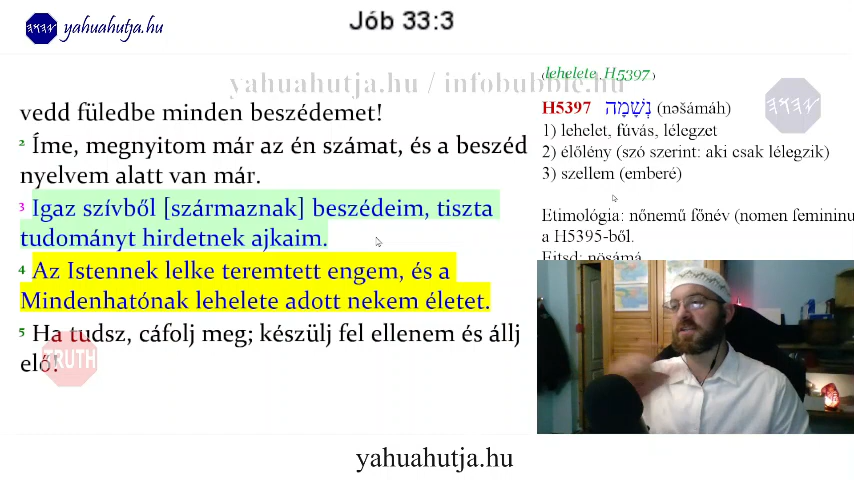 yahuahutja.hu
Jób 33:3
yahuahutja.hu / infobubble.hu
vedd füledbe minden beszédemet!
2 Íme, megnyitom már az én számat, és a beszéd
nyelvem alatt van már.
3 Igaz szívből [származnak] beszédeim, tiszta
tudományt hirdetnek ajkaim.
4 Az Istennek lelke teremtett engem, és a
Mindenhatónak lehelete adott nekem életet.
5 Ha tudsz, cáfolj meg; készülj fel ellenem és állj
elő!
TRUTH
(lehelete , H5397 )
H5397 נְשָׁמָה (nəšámáh)
1) lehelet, fúvás, lélegzet
2) élőlény (szó szerint: aki csak lélegzik)
3) szellem (emberé)
Etimológia: nőnemű főnév (nomen femininu
a H5395-ből.
yahuahutja.hu